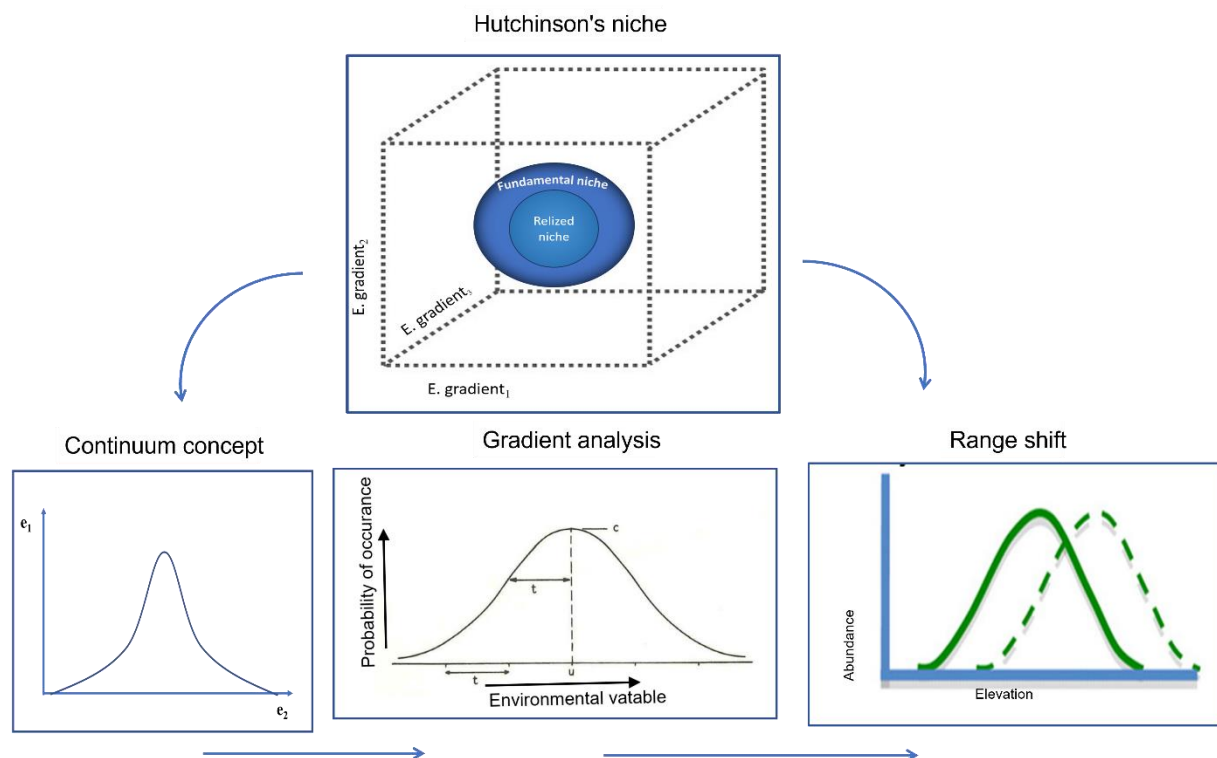 Hutchinson's niche
Fundamental niche
Relized
niche
E. gradient₂
E. gradient₃
E. gradient₁
Continuum concept
e₁
e₂
Gradient analysis
Probability of occurance
c
t
t
u
Environmental vatable
Range shift
Abundance
Elevation